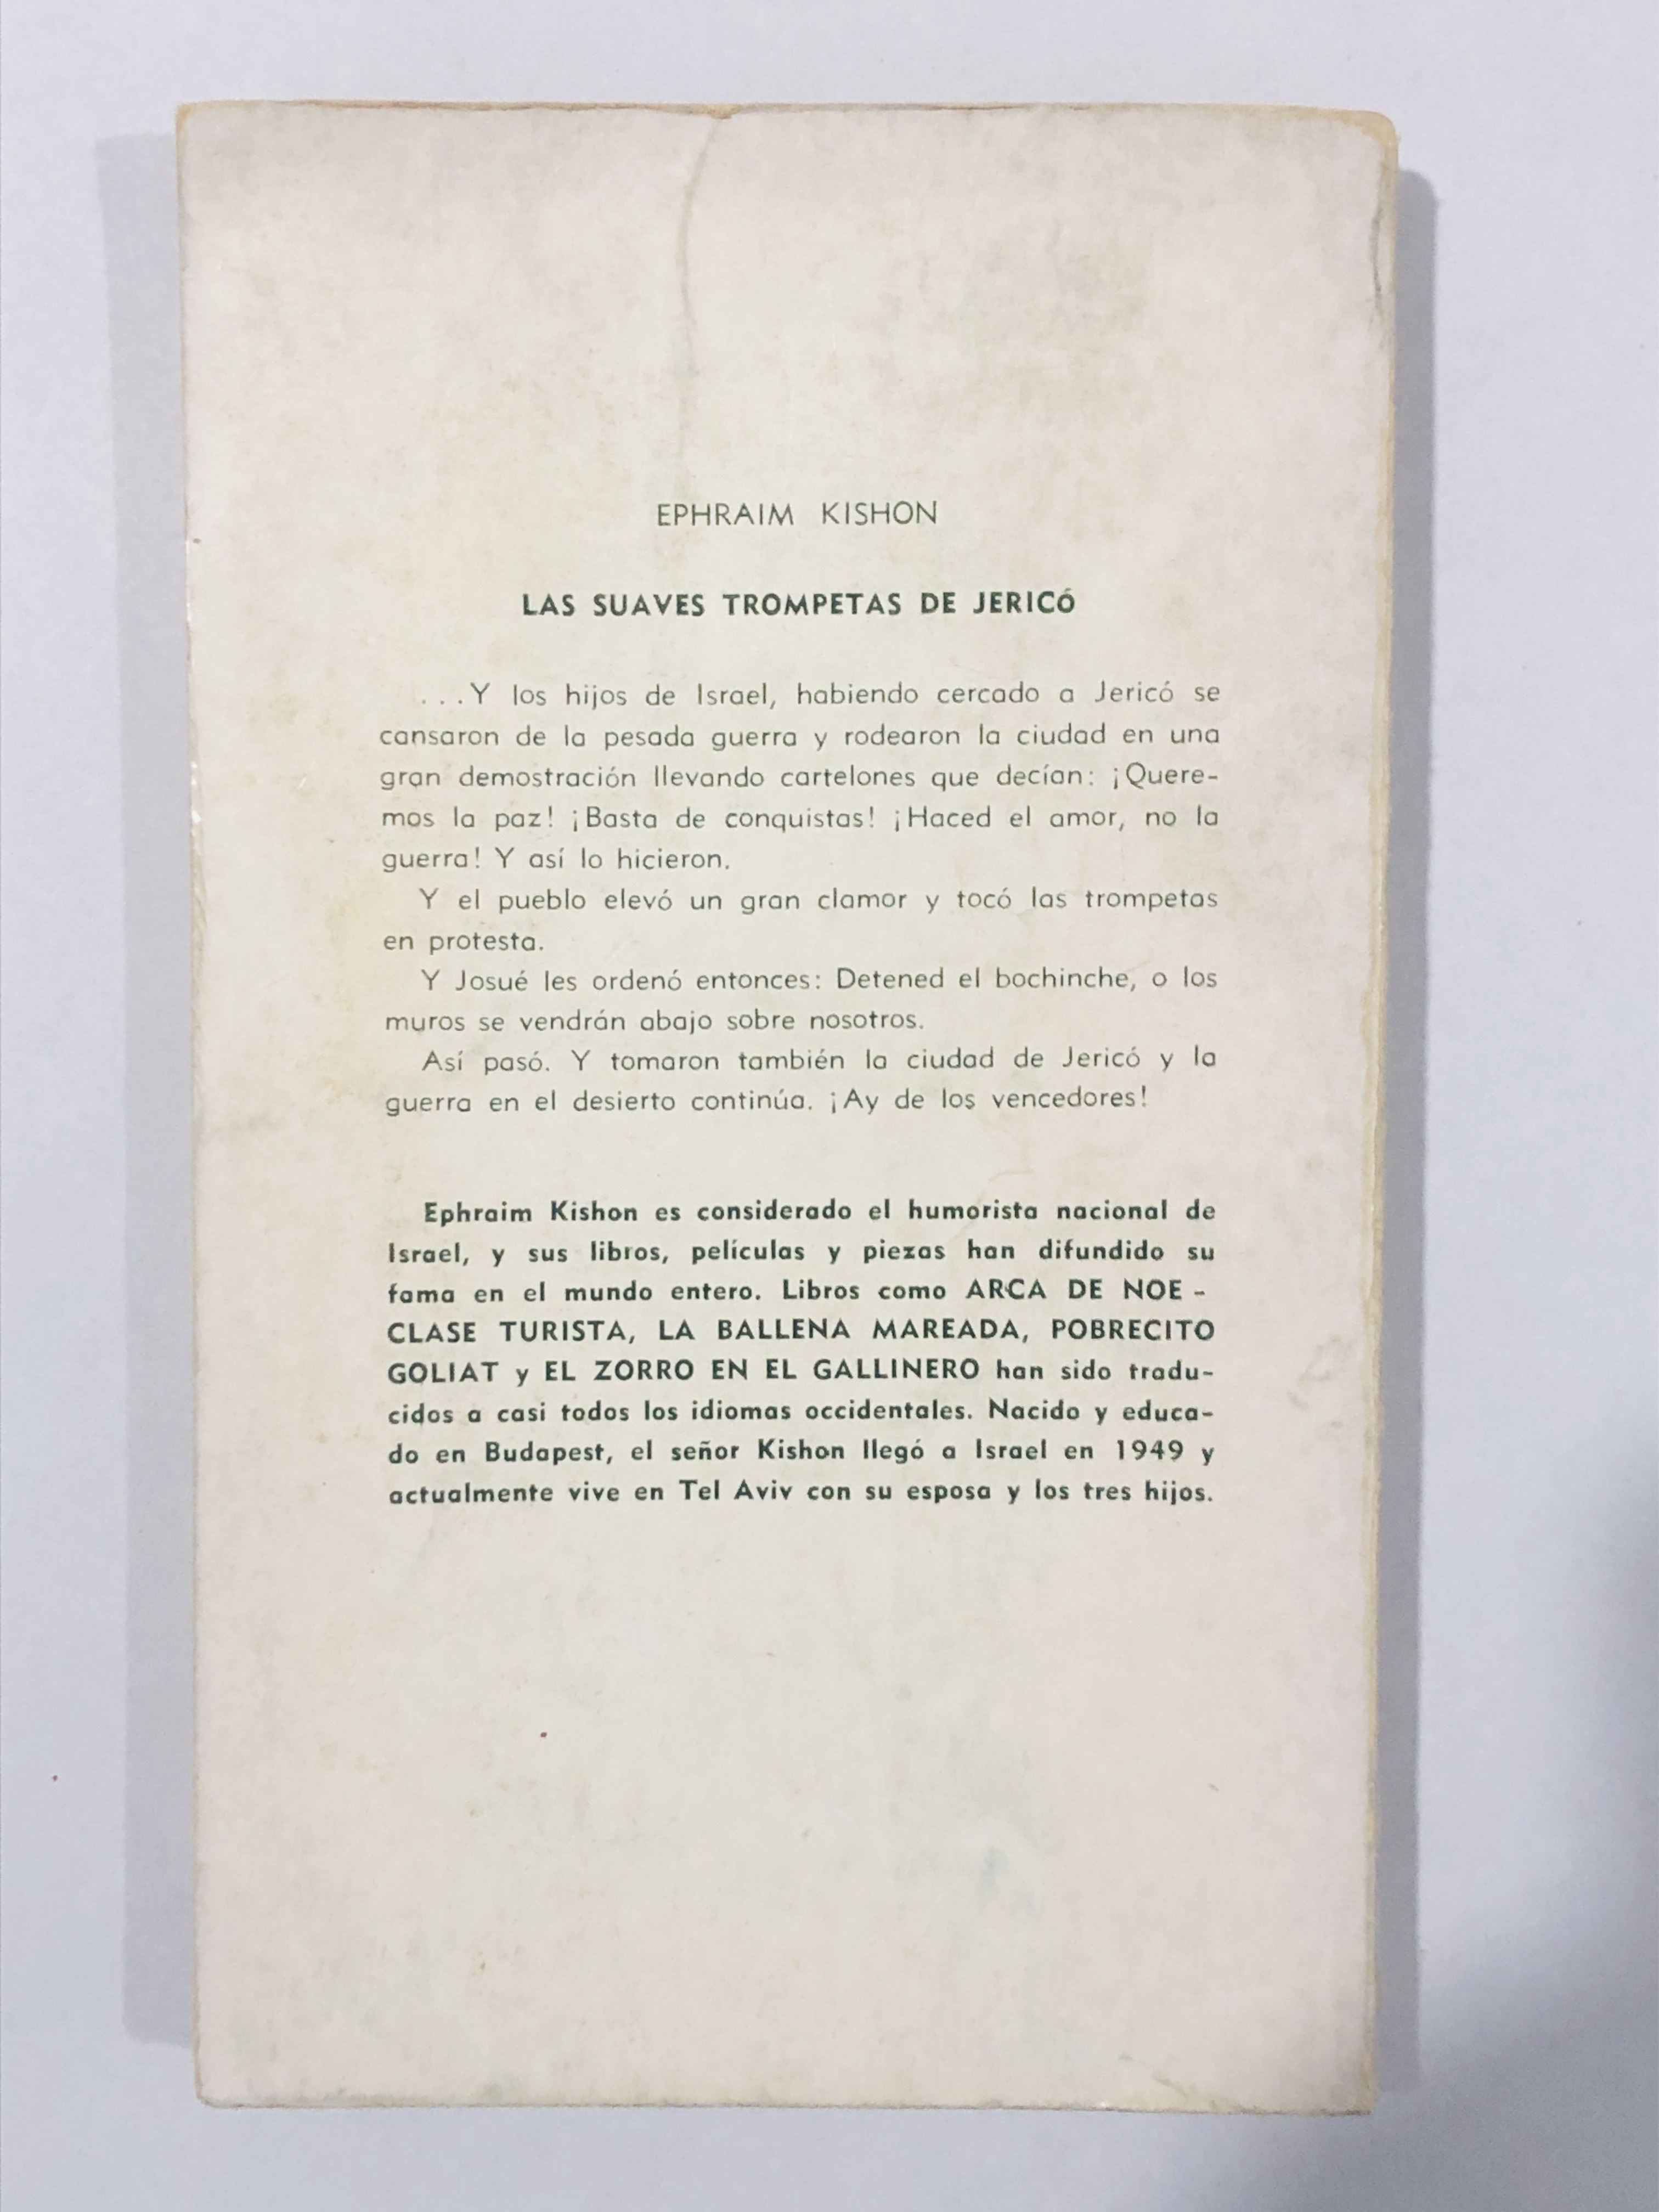 EPHRAIM KISHON
LAS SUAVES TROMPETAS DE JERICÓ
...Y los hijos de Israel, habiendo cercado a Jericó se
cansaron de la pesada guerra y rodearon la ciudad en una
gran demostración llevando cartelones que decían: ¡Quere-
mos la paz! ¡Basta de conquistas! ¡Haced el amor, no la
guerra! Y así lo hicieron.
Y el pueblo elevó un gran clamor y tocó las trompetas
en protesta.
Y Josué les ordenó entonces: Detened el bochinche, o los
muros se vendrán abajo sobre nosotros.
Así pasó. Y tomaron también la ciudad de Jericó y la
guerra en el desierto continúa. ¡Ay de los vencedores!
Ephraim Kishon es considerado el humorista nacional de
Israel, y sus libros, películas y piezas han difundido su
fama en el mundo entero. Libros como ARCA DE NOE -
CLASE TURISTA, LA BALLENA MAREADA, POBRECITO
GOLIAT y EL ZORRO EN EL GALLINERO han sido tradu-
cidos a casi todos los idiomas occidentales. Nacido y educa-
do en Budapest, el señor Kishon llegó a Israel en 1949 y
actualmente vive en Tel Aviv con su esposa y los tres hijos.